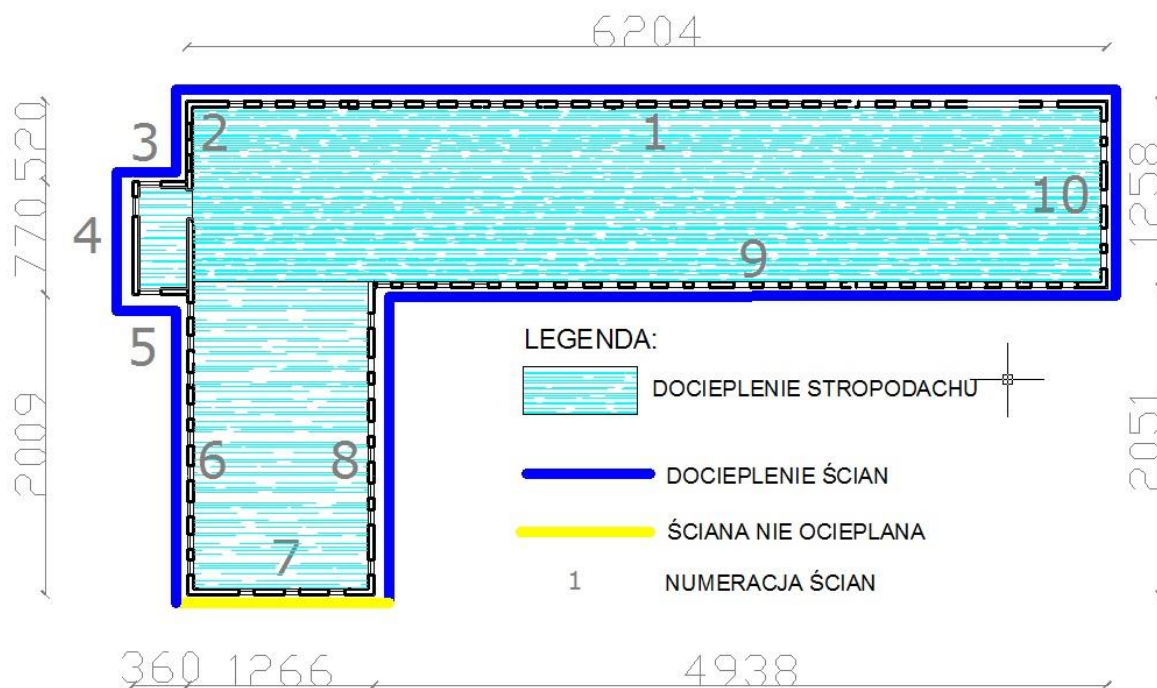 6204
520
3
2
1
1258
10
4
770
9
5
LEGENDA:
DOCIEPLENIE STROPODACHU
2009
6
8
2051
DOCIEPLENIE ŚCIAN
ŚCIANA NIE OCIEPLANA
7
1 NUMERACJA ŚCIAN
360 1266 4938